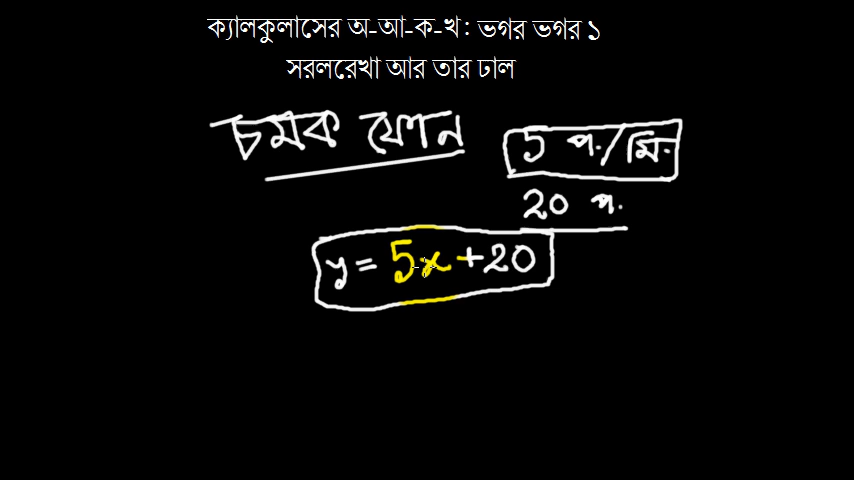 ক্যালকুলাসের অ-আ-ক-খ: ভগর ভগর ১
সরলরেখা আর তার ঢাল
চমক ফোন
5 প./মি.
20 প.
y = 5x + 20